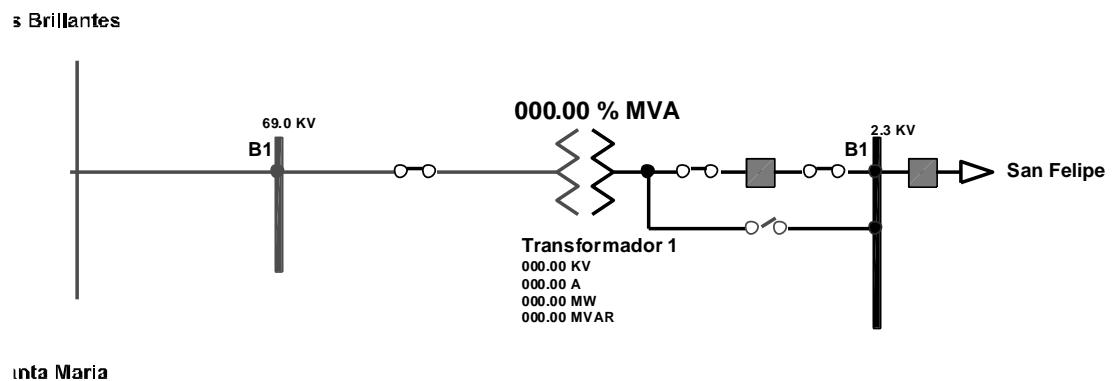 Brillantes
000.00 % MVA
69.0 KV
2.3 KV
B1
B1
San Felipe
Transformador 1
000.00 KV
000.00 A
000.00 MW
000.00 MVAR
Maria